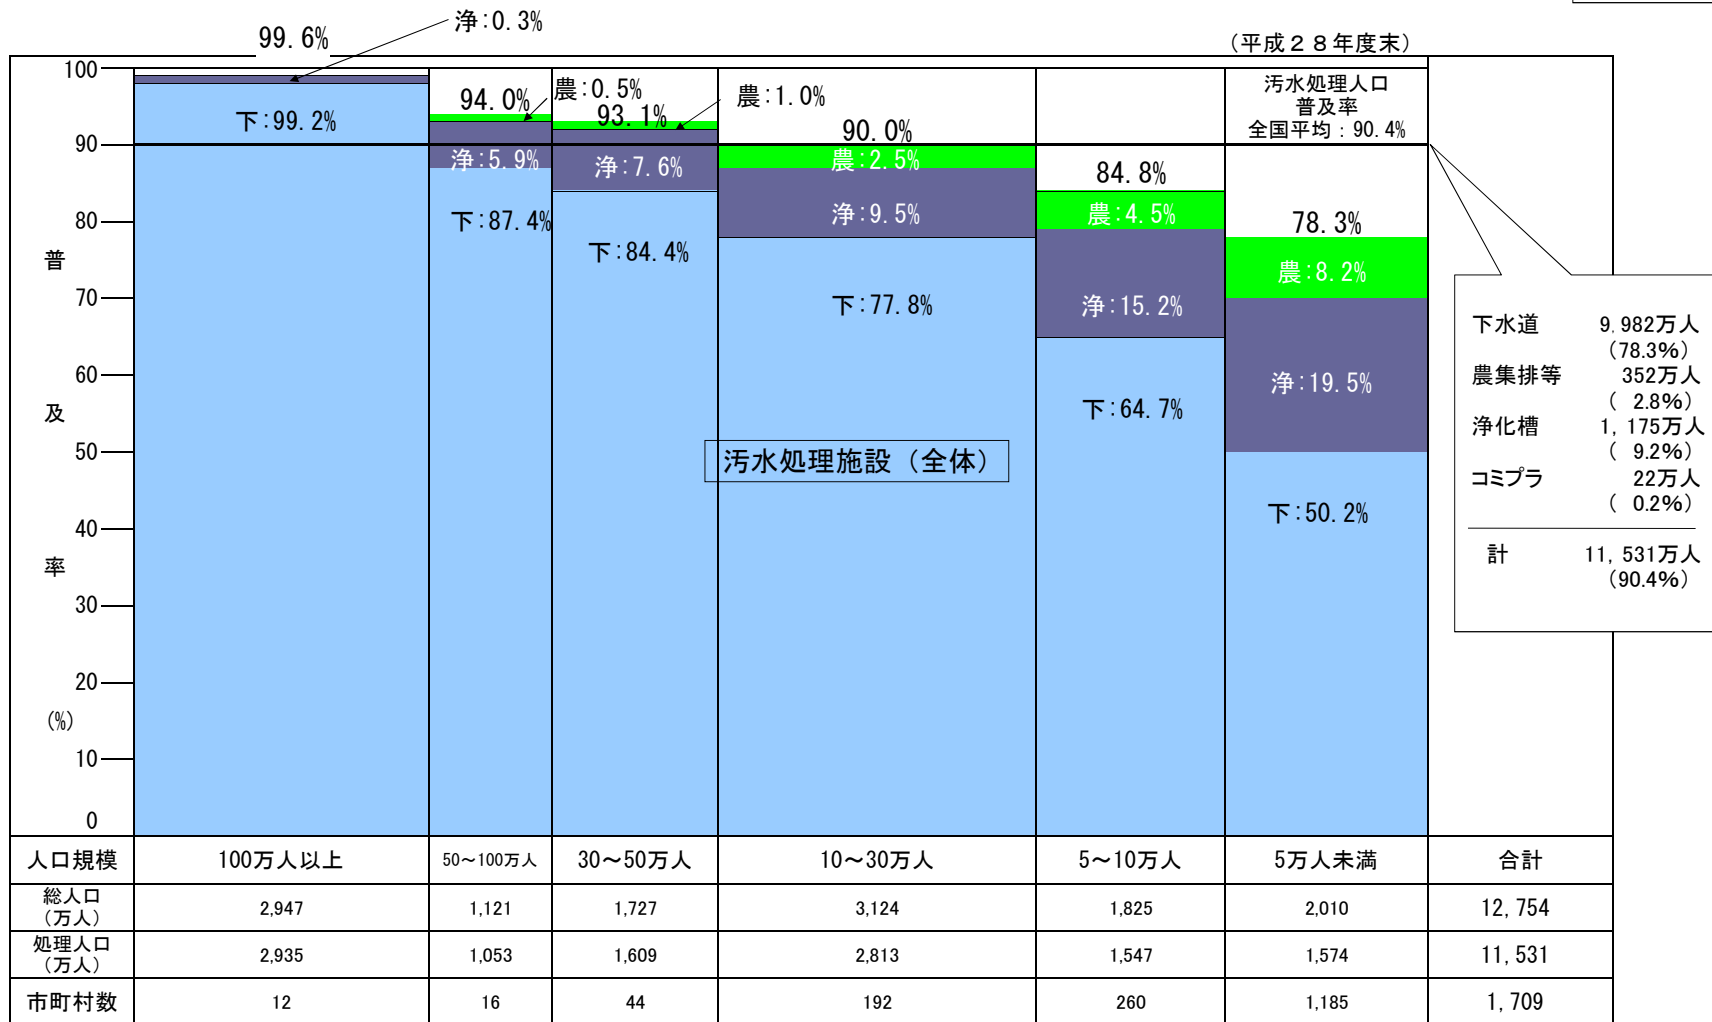 99.6%
浄:0.3%
(平成28年度末)
100
90
80
70
60
50
40
30
20
10
0
普
及
率
(%)
下:99.2%
94.0%
農:0.5%
浄:5.9%
下:87.4%
93.1%
農:1.0%
浄:7.6%
下:84.4%
90.0%
農:2.5%
浄:9.5%
下:77.8%
84.8%
農:4.5%
浄:15.2%
下:64.7%
汚水処理人口
普及率
全国平均:90.4%
78.3%
農:8.2%
浄:19.5%
下:50.2%
汚水処理施設(全体)
下水道 9,982万人
(78.3%)
農集排等 352万人
( 2.8%)
浄化槽 1,175万人
( 9.2%)
コミプラ 22万人
( 0.2%)
計 11,531万人
(90.4%)
人口規模 100万人以上 50~100万人 30~50万人 10~30万人 5~10万人 5万人未満 合計
総人口
(万人) 2,947 1,121 1,727 3,124 1,825 2,010 12,754
処理人口
(万人) 2,935 1,053 1,609 2,813 1,547 1,574 11,531
市町村数 12 16 44 192 260 1,185 1,709